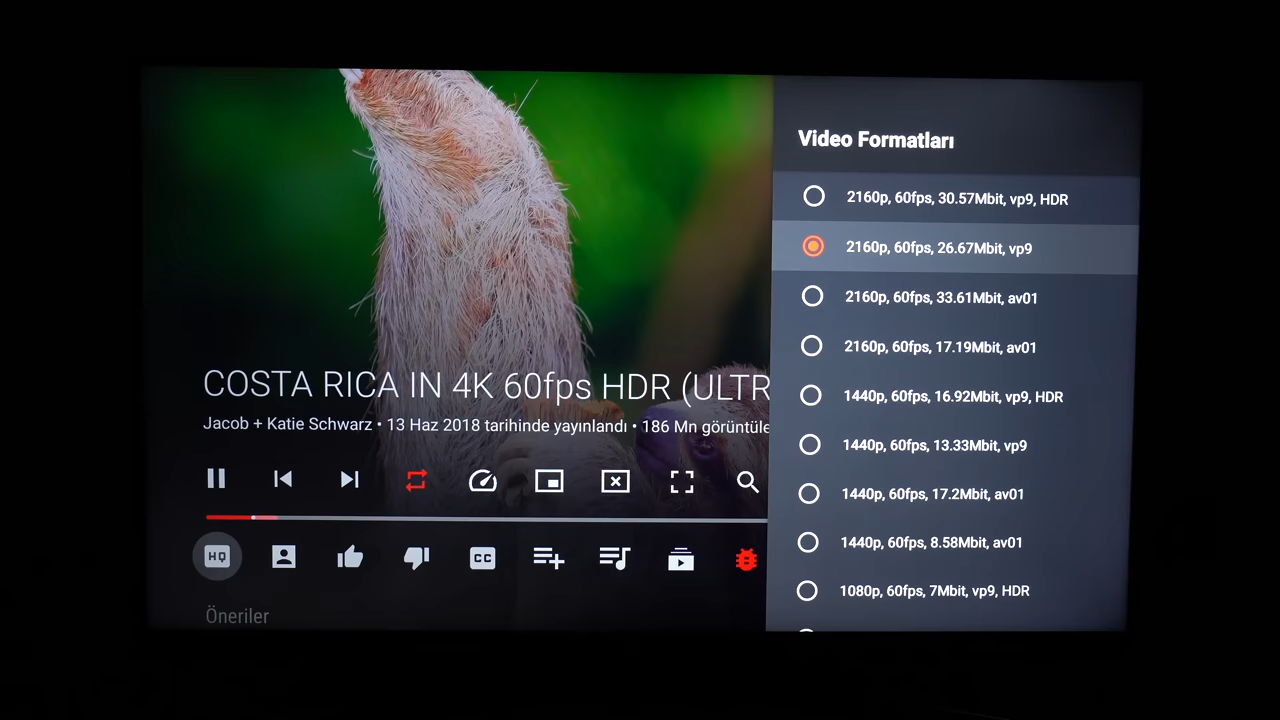 Video Formatları
2160p, 60fps, 30.57Mbit, vp9, HDR
2160p, 60fps, 26.67Mbit, vp9
2160p, 60fps, 33.61Mbit, av01
2160p, 60fps, 17.19Mbit, av01
1440p, 60fps, 16.92Mbit, vp9, HDR
1440p, 60fps, 13.33Mbit, vp9
1440p, 60fps, 17.2Mbit, av01
1440p, 60fps, 8.58Mbit, av01
1080p, 60fps, 7Mbit, vp9, HDR
COSTA RICA IN 4K 60fps HDR (ULTR
Jacob + Katie Schwarz • 13 Haz 2018 tarihinde yayınlandı • 186 Mn görüntüle
HQ
CC
Öneriler